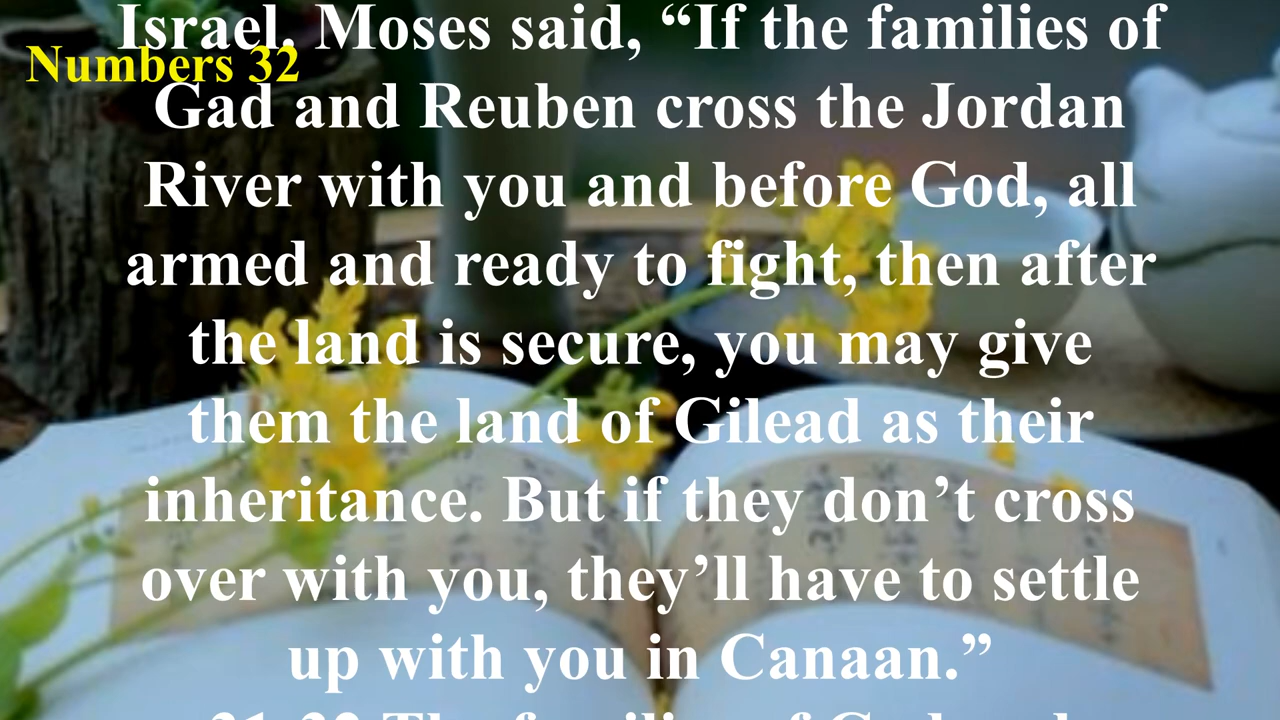 Israel, Moses said, “If the families of
Numbers 32
Gad and Reuben cross the Jordan
River with you and before God, all
armed and ready to fight, then after
the land is secure, you may give
them the land of Gilead as their
inheritance. But if they don’t cross
over with you, they’ll have to settle
up with you in Canaan.”